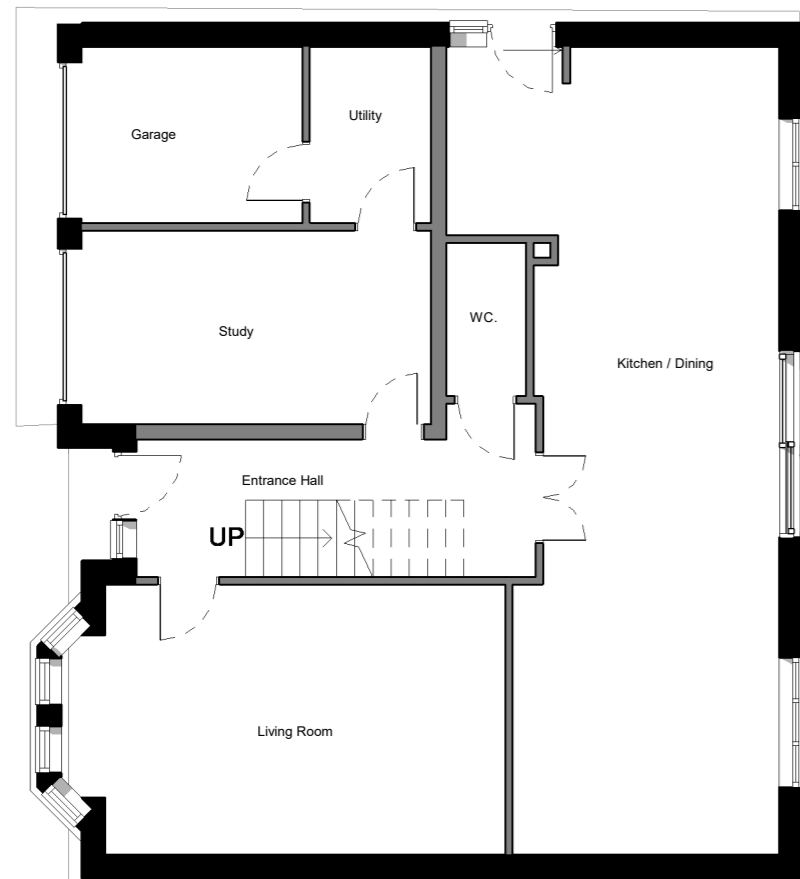 Utility
Garage
WC.
Study
Kitchen / Dining
Entrance Hall
UP
Living Room